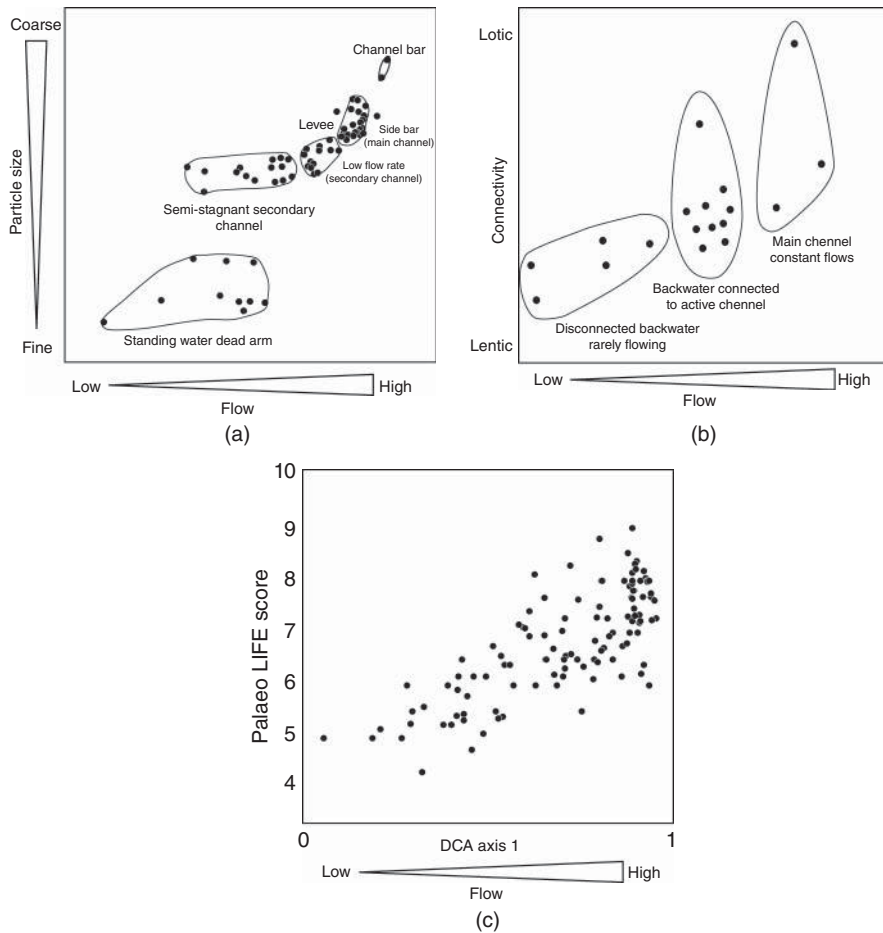 Coarse
Particle size
Fine
Channel bar
Levee
Side bar
(main channel)
Low flow rate
(secondary channel)
Semi-stagnant secondary
channel
Standing water dead arm
Low
High
Flow
(a)
Lotic
Connectivity
Lentic
Main chennel
constant flows
Backwater connected
to active channel
Disconnected backwater
rarely flowing
Low
High
Flow
(b)
10
9
8
7
6
5
4
Palaeo LIFE score
0
DCA axis 1
1
Low
High
Flow
(c)